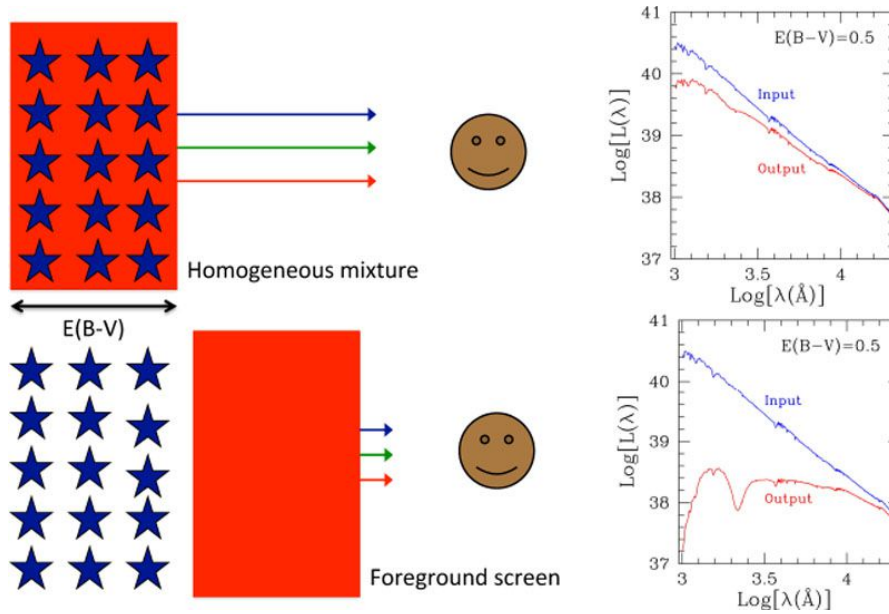 41
E(B-V)=0.5
Input
40
Log[L(λ)]
39
Output
38
37
3 3.5 4
Log[λ(Å)]
Homogeneous mixture
E(B-V)
41
E(B-V)=0.5
Input
40
Log[L(λ)]
39
Output
38
37
3 3.5 4
Log[λ(Å)]
Foreground screen